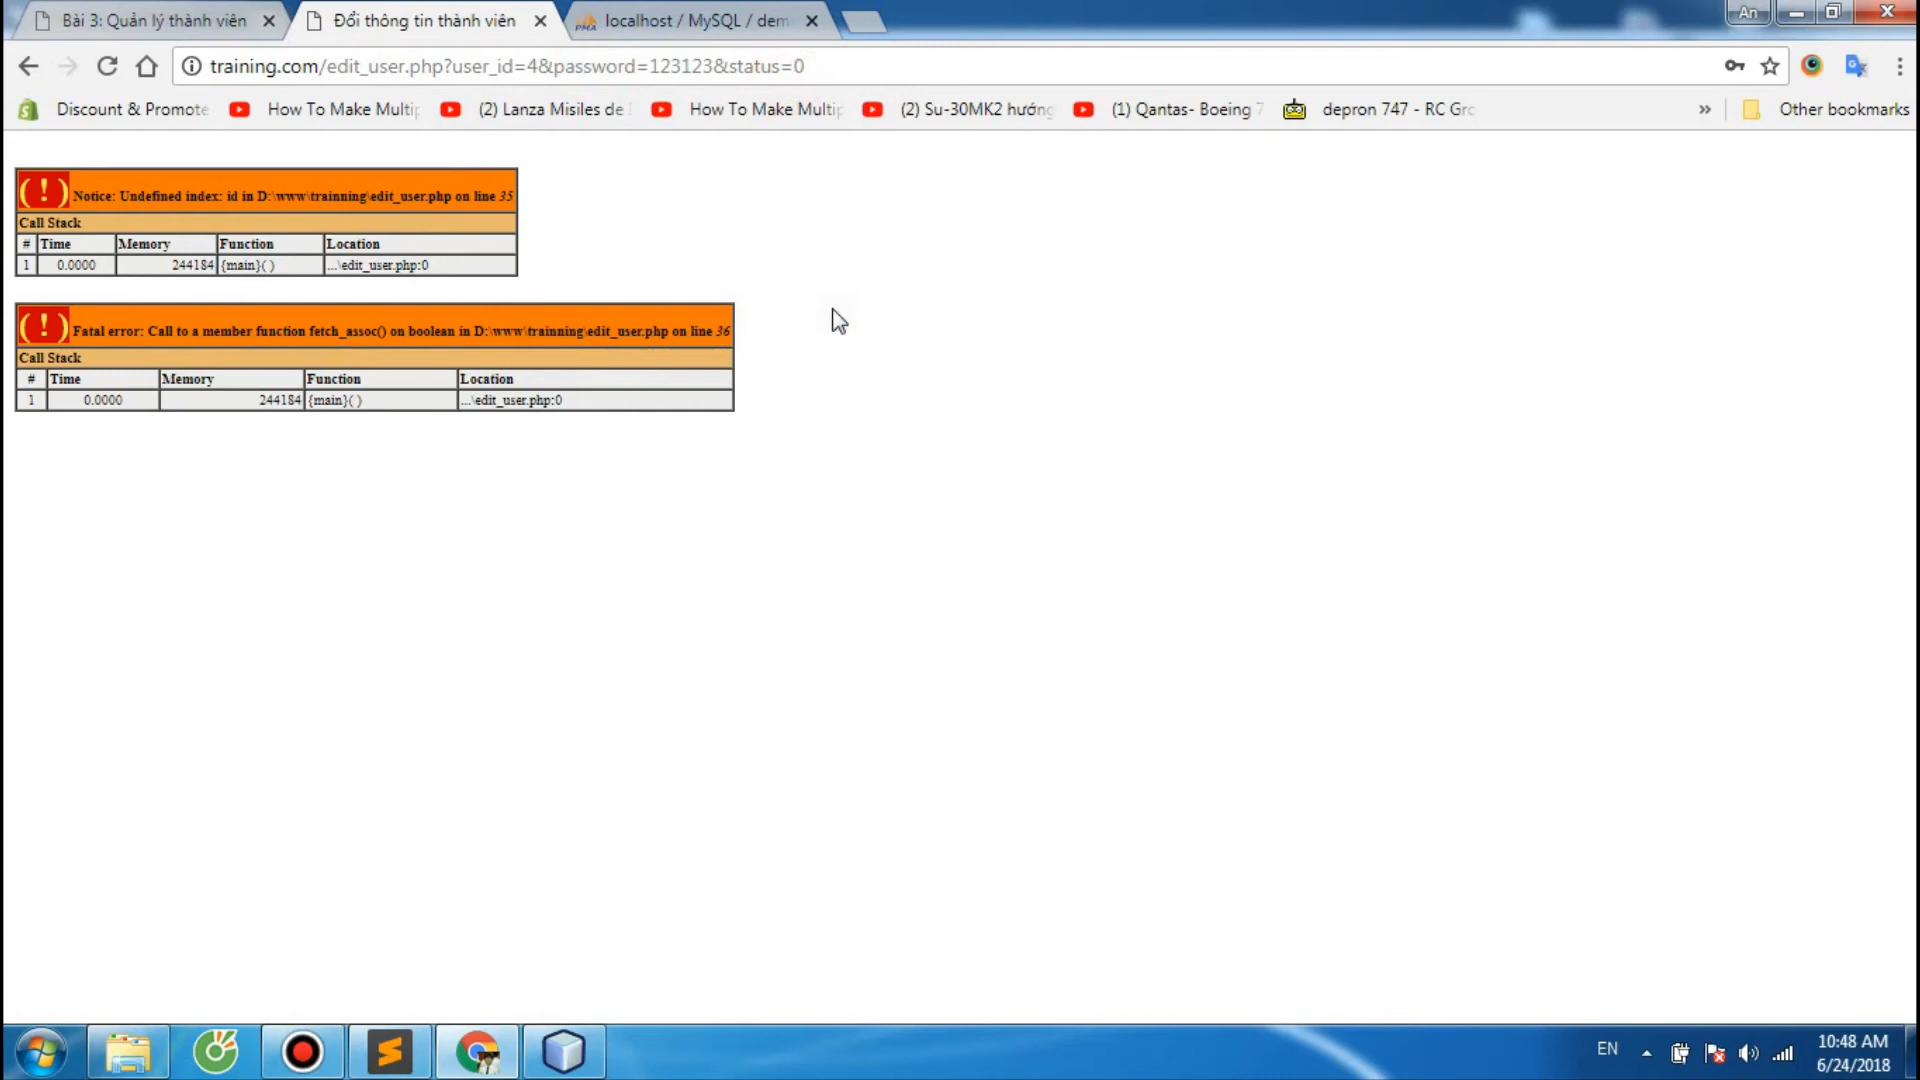 Bài 3: Quản lý thành viên
Đổi thông tin thành viên
localhost / MySQL / dem
An
training.com/edit_user.php?user_id=4&password=123123&status=0
Discount & Promote
How To Make Multip
(2) Lanza Misiles de
How To Make Multip
(2) Su-30MK2 hướng
(1) Qantas- Boeing 7
depron 747 - RC Gro
»
Other bookmarks
( ! ) Notice: Undefined index: id in D:\www\trainning\edit_user.php on line 35
Call Stack
# Time Memory Function Location
1 0.0000 244184 {main}( ) ...\edit_user.php:0
( ! ) Fatal error: Call to a member function fetch_assoc() on boolean in D:\www\trainning\edit_user.php on line 36
Call Stack
# Time Memory Function Location
1 0.0000 244184 {main}( ) ...\edit_user.php:0
EN
10:48 AM
6/24/2018